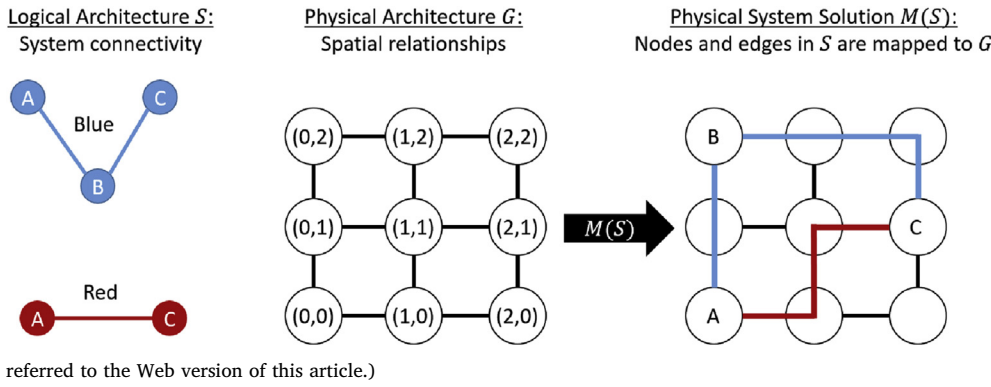 Logical Architecture S:
System connectivity
A
C
Blue
B
Red
A
C
Physical Architecture G:
Spatial relationships
(0,2) (1,2) (2,2)
(0,1) (1,1) (2,1)
(0,0) (1,0) (2,0)
M(S)
Physical System Solution M(S):
Nodes and edges in S are mapped to G
B
C
A
referred to the Web version of this article.)